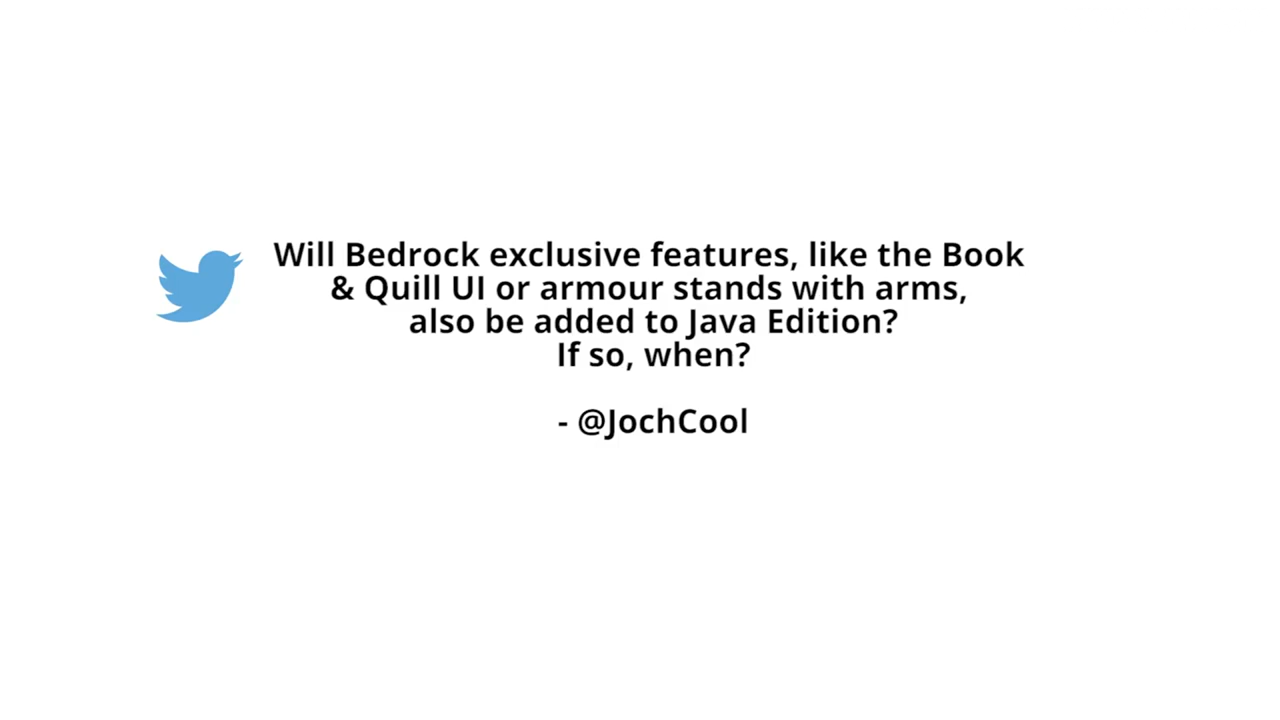 Will Bedrock exclusive features, like the Book
& Quill UI or armour stands with arms,
also be added to Java Edition?
If so, when?
- @JochCool